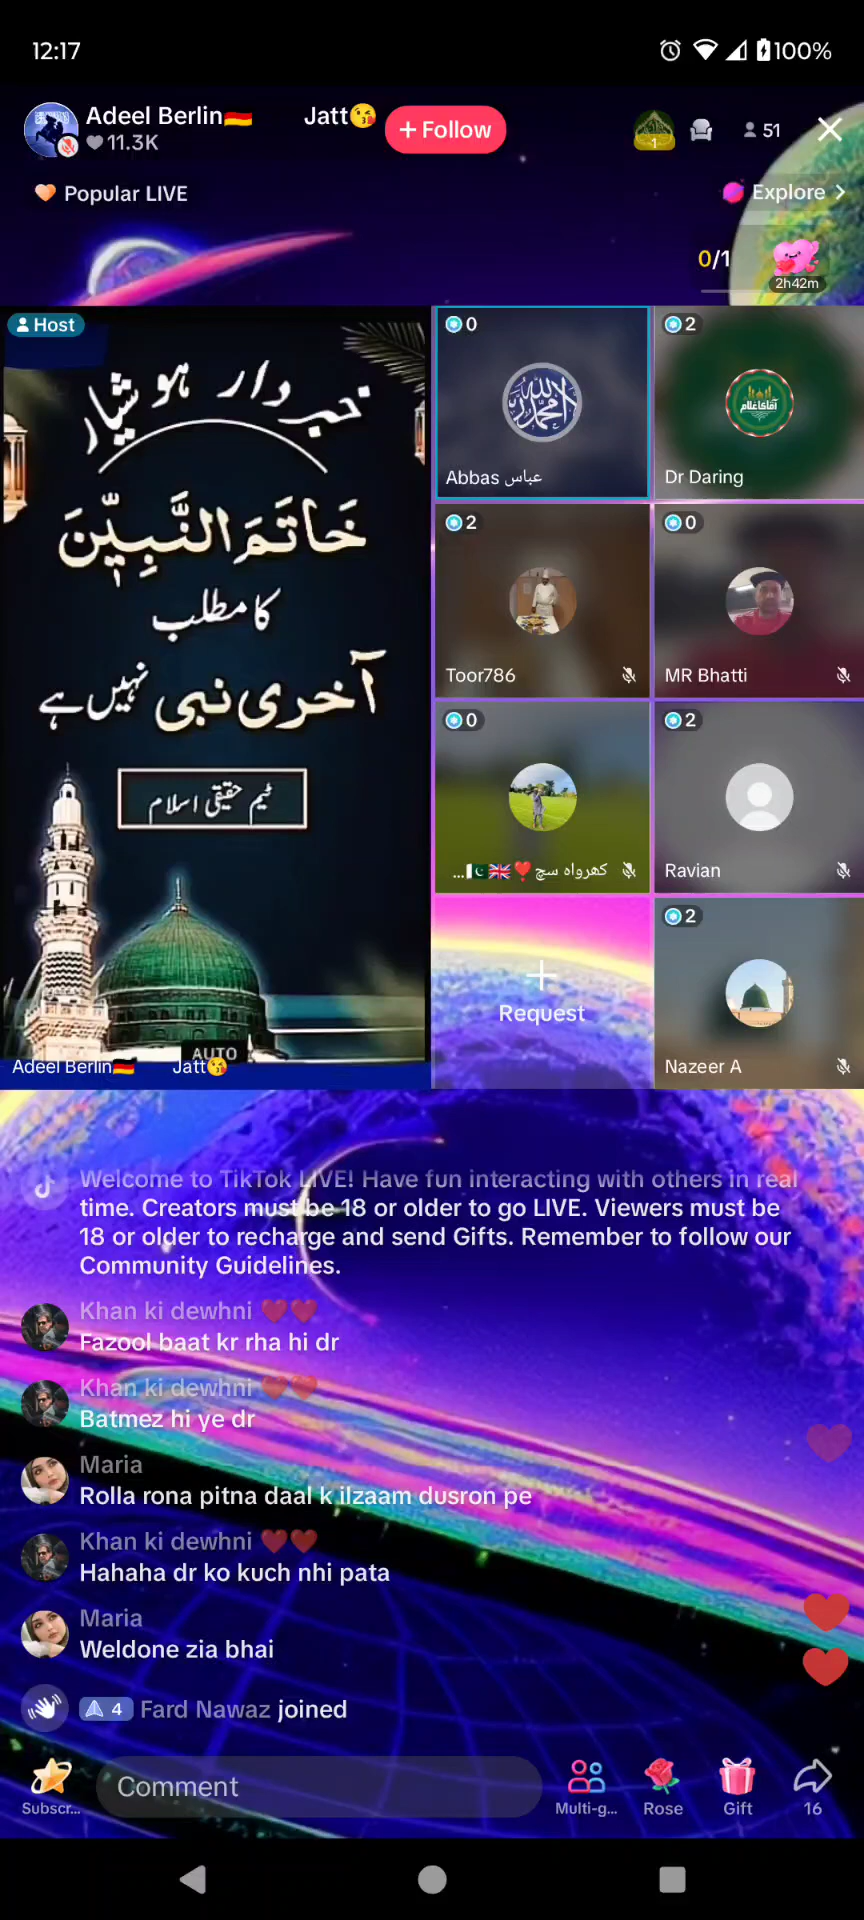 12:17
100%
Adeel Berlin🇩🇪 Jatt😘
11.3K
+ Follow
1
51
Popular LIVE
Explore >
0/1
2h42m
Host
خبردار ہوشیار
خَاتَمَ النَّبِيِّنَ
کا مطلب
آخری نبی نہیں ہے
ٹیم حقیقی اسلام
AUTO
Adeel Berlin🇩🇪 Jatt😘
0
Abbas عباس
2
Dr Daring
2
Toor786
0
MR Bhatti
0
کھرواہ سچ ❤️🇬🇧🇵🇰...
2
Ravian
+
Request
2
Nazeer A
Welcome to TikTok LIVE! Have fun interacting with others in real
time. Creators must be 18 or older to go LIVE. Viewers must be
18 or older to recharge and send Gifts. Remember to follow our
Community Guidelines.
Khan ki dewhni ❤️❤️
Fazool baat kr rha hi dr
Khan ki dewhni ❤️❤️
Batmez hi ye dr
Maria
Rolla rona pitna daal k ilzaam dusron pe
Khan ki dewhni ❤️❤️
Hahaha dr ko kuch nhi pata
Maria
Weldone zia bhai
4 Fard Nawaz joined
Comment
Subscr...
Multi-g...
Rose
Gift
16